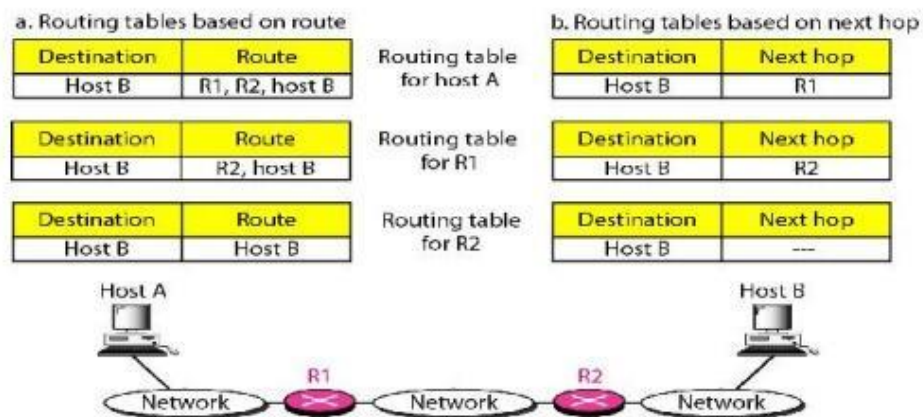 a. Routing tables based on route
b. Routing tables based on next hop
Destination Route
Host B R1, R2, host B
Routing table
for host A
Destination Next hop
Host B R1
Destination Route
Host B R2, host B
Routing table
for R1
Destination Next hop
Host B R2
Destination Route
Host B Host B
Routing table
for R2
Destination Next hop
Host B ---
Host A
Host B
R1
R2
Network
Network
Network